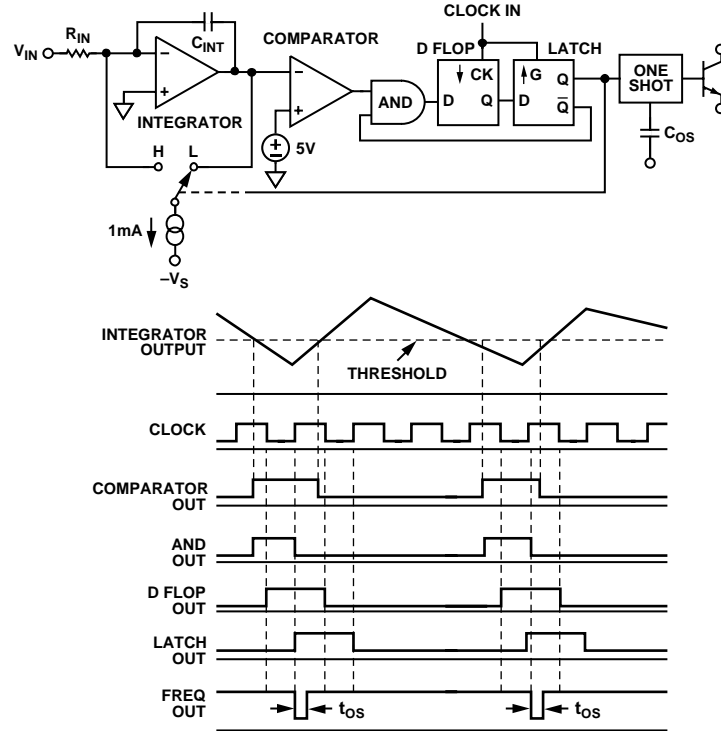 CLOCK IN
V_IN
R_IN
C_INT
COMPARATOR
D FLOP
LATCH
–
+
INTEGRATOR
–
+
AND
↓ CK
D
Q
↑ G
D
Q
Q̅
ONE
SHOT
C_OS
5V
H
L
1mA
–V_S
INTEGRATOR
OUTPUT
THRESHOLD
CLOCK
COMPARATOR
OUT
AND
OUT
D FLOP
OUT
LATCH
OUT
FREQ
OUT
t_OS
t_OS